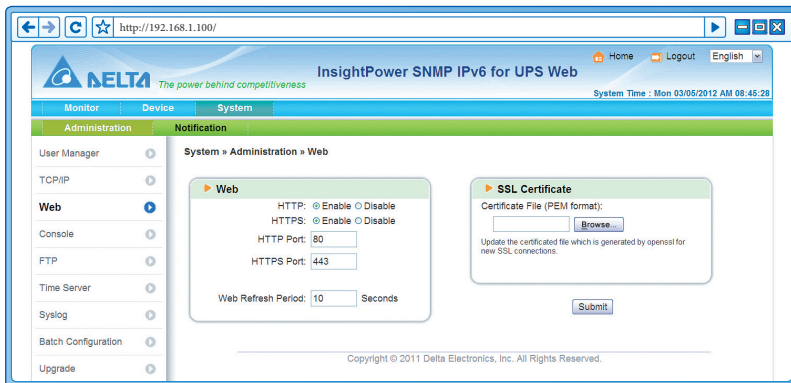 http://192.168.1.100/
Home Logout English
DELTA The power behind competitiveness
InsightPower SNMP IPv6 for UPS Web
System Time : Mon 03/05/2012 AM 08:45:28
Monitor Device System
Administration Notification
User Manager
TCP/IP
Web
Console
FTP
Time Server
Syslog
Batch Configuration
Upgrade
System » Administration » Web
Web
HTTP: Enable Disable
HTTPS: Enable Disable
HTTP Port: 80
HTTPS Port: 443
Web Refresh Period: 10 Seconds
SSL Certificate
Certificate File (PEM format):
Browse...
Update the certificated file which is generated by openssl for
new SSL connections.
Submit
Copyright © 2011 Delta Electronics, Inc. All Rights Reserved.